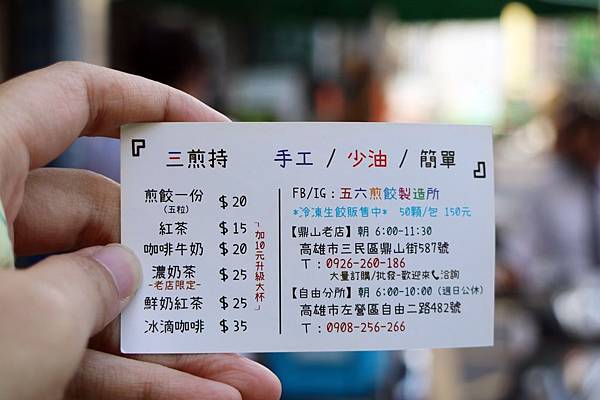 『三煎持 手工 / 少油 / 簡單』
煎餃一份 $20
(五粒)
紅茶 $15
咖啡牛奶 $20
濃奶茶 $25
-老店限定-
鮮奶紅茶 $25
冰滴咖啡 $35
加10元升級大杯
FB/IG：五六煎餃製造所
*冷凍生餃販售中* 50顆/包 150元
【鼎山老店】朝 6:00-11:30
高雄市三民區鼎山街587號
T：0926-260-186
大量訂購/批發-歡迎來洽詢
【自由分所】朝 6:00-10:00 (週日公休)
高雄市左營區自由二路482號
T：0908-256-266